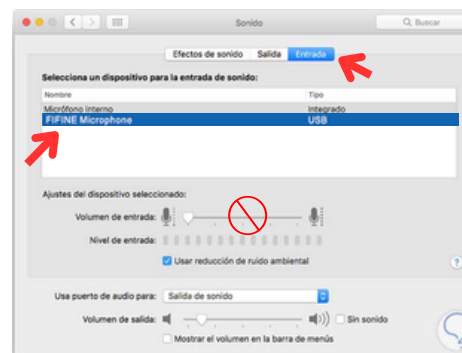 Sonido
Buscar
Efectos de sonido Salida Entrada
Selecciona un dispositivo para la entrada de sonido:
Nombre Tipo
Micrófono interno Integrado
FIFINE Microphone USB
Ajustes del dispositivo seleccionado:
Volumen de entrada:
Nivel de entrada:
Usar reducción de ruido ambiental
?
Usa puerto de audio para: Salida de sonido
Volumen de salida: Sin sonido
Mostrar el volumen en la barra de menús